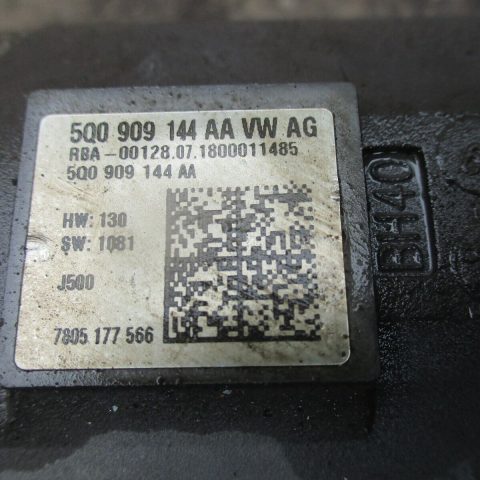 5Q0 909 144 AA VW AG
RBA-00128.07.1800011485
5Q0 909 144 AA
HW: 130
SW: 1081
J500
7805 177 566
BH40